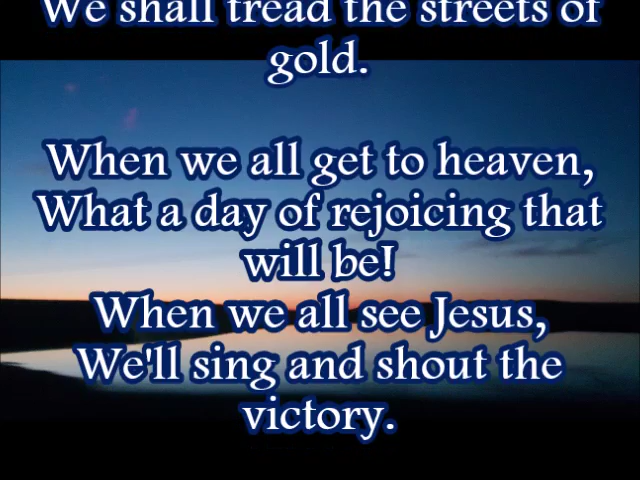 We shall tread the streets of
gold.
When we all get to heaven,
What a day of rejoicing that
will be!
When we all see Jesus,
We'll sing and shout the
victory.